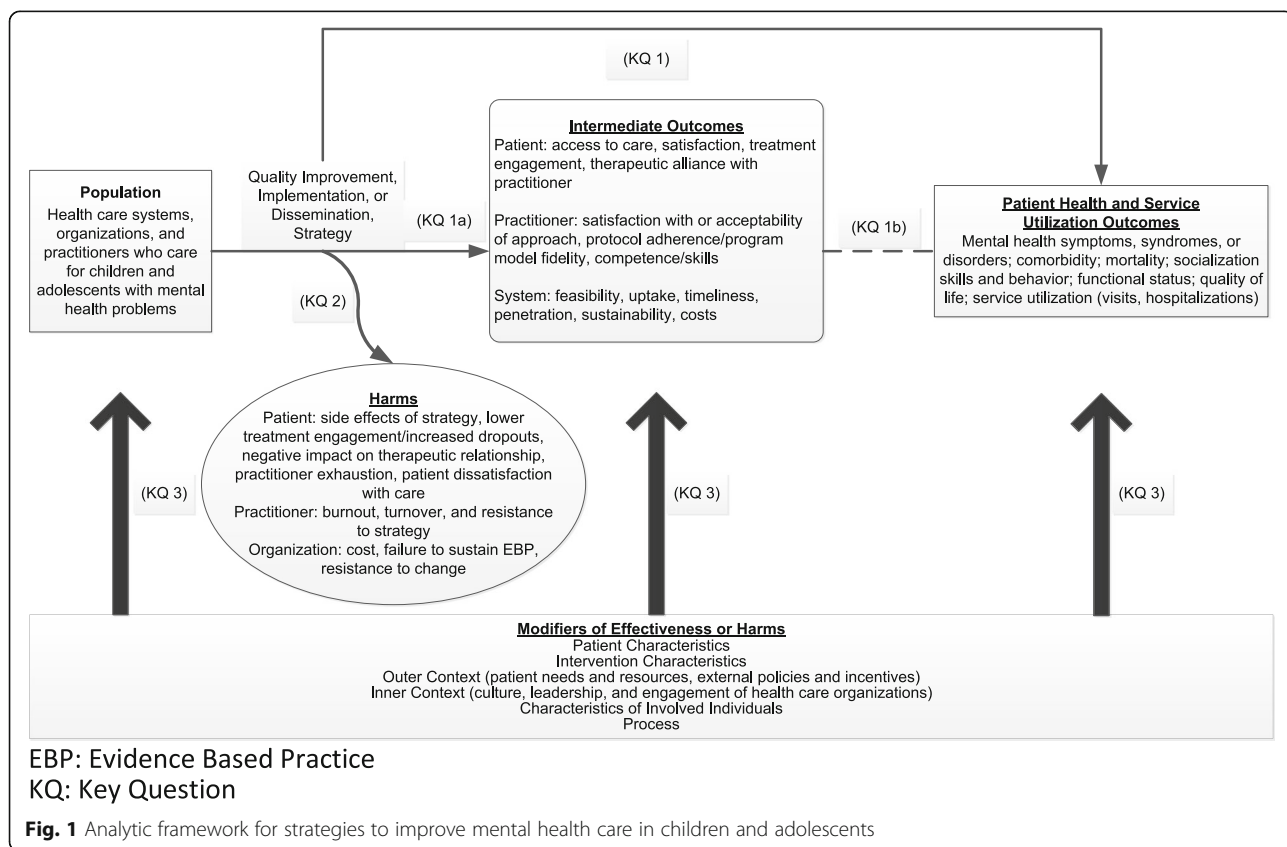 (KQ 1)
Population
Health care systems,
organizations, and
practitioners who care
for children and
adolescents with mental
health problems
Quality Improvement,
Implementation, or
Dissemination,
Strategy
(KQ 1a)
(KQ 2)
Intermediate Outcomes
Patient: access to care, satisfaction, treatment
engagement, therapeutic alliance with
practitioner
Practitioner: satisfaction with or acceptability
of approach, protocol adherence/program
model fidelity, competence/skills
System: feasibility, uptake, timeliness,
penetration, sustainability, costs
(KQ 1b)
Patient Health and Service
Utilization Outcomes
Mental health symptoms, syndromes, or
disorders; comorbidity; mortality; socialization
skills and behavior; functional status; quality of
life; service utilization (visits, hospitalizations)
Harms
Patient: side effects of strategy, lower
treatment engagement/increased dropouts,
negative impact on therapeutic relationship,
practitioner exhaustion, patient dissatisfaction
with care
Practitioner: burnout, turnover, and resistance
to strategy
Organization: cost, failure to sustain EBP,
resistance to change
(KQ 3)
(KQ 3)
(KQ 3)
Modifiers of Effectiveness or Harms
Patient Characteristics
Intervention Characteristics
Outer Context (patient needs and resources, external policies and incentives)
Inner Context (culture, leadership, and engagement of health care organizations)
Characteristics of Involved Individuals
Process
EBP: Evidence Based Practice
KQ: Key Question
Fig. 1 Analytic framework for strategies to improve mental health care in children and adolescents